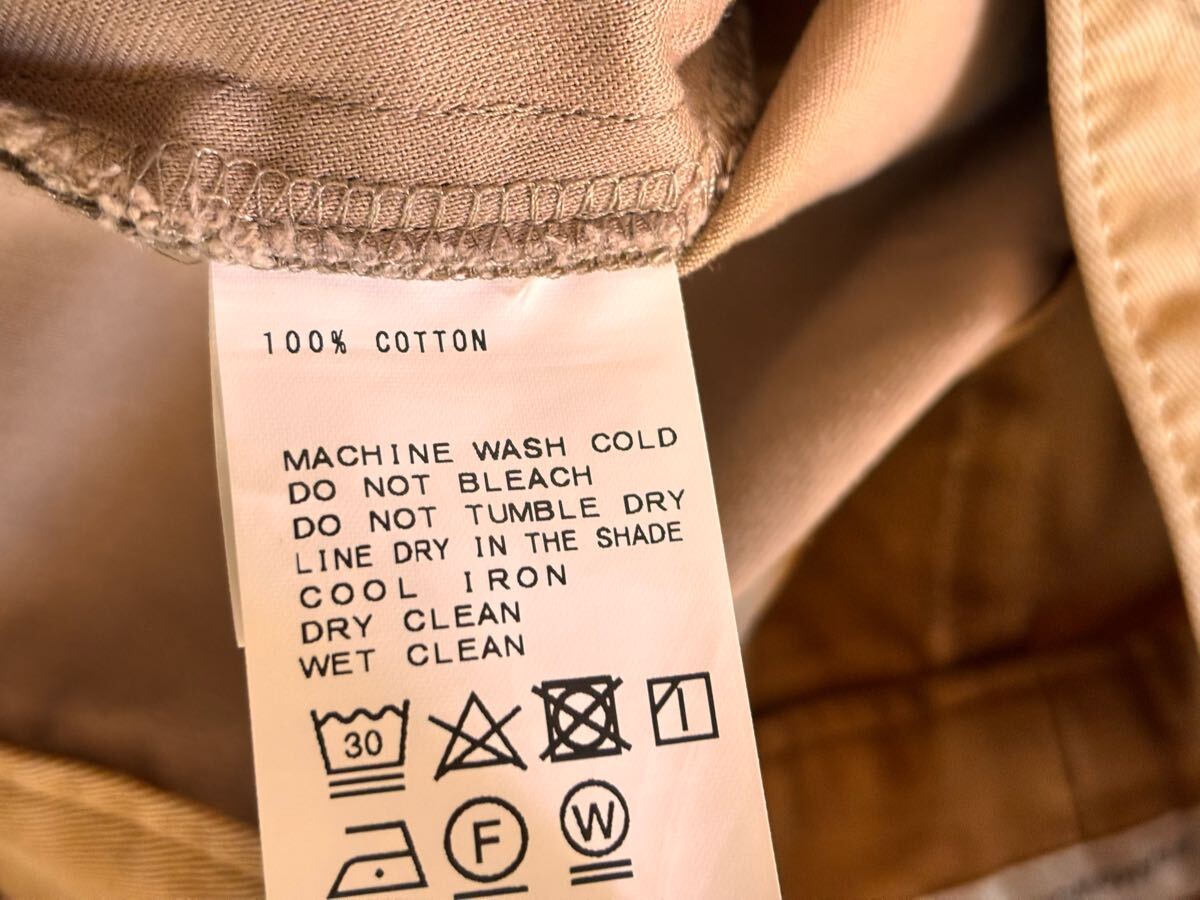 100% COTTON
MACHINE WASH COLD
DO NOT BLEACH
DO NOT TUMBLE DRY
LINE DRY IN THE SHADE
COOL IRON
DRY CLEAN
WET CLEAN
30
F W